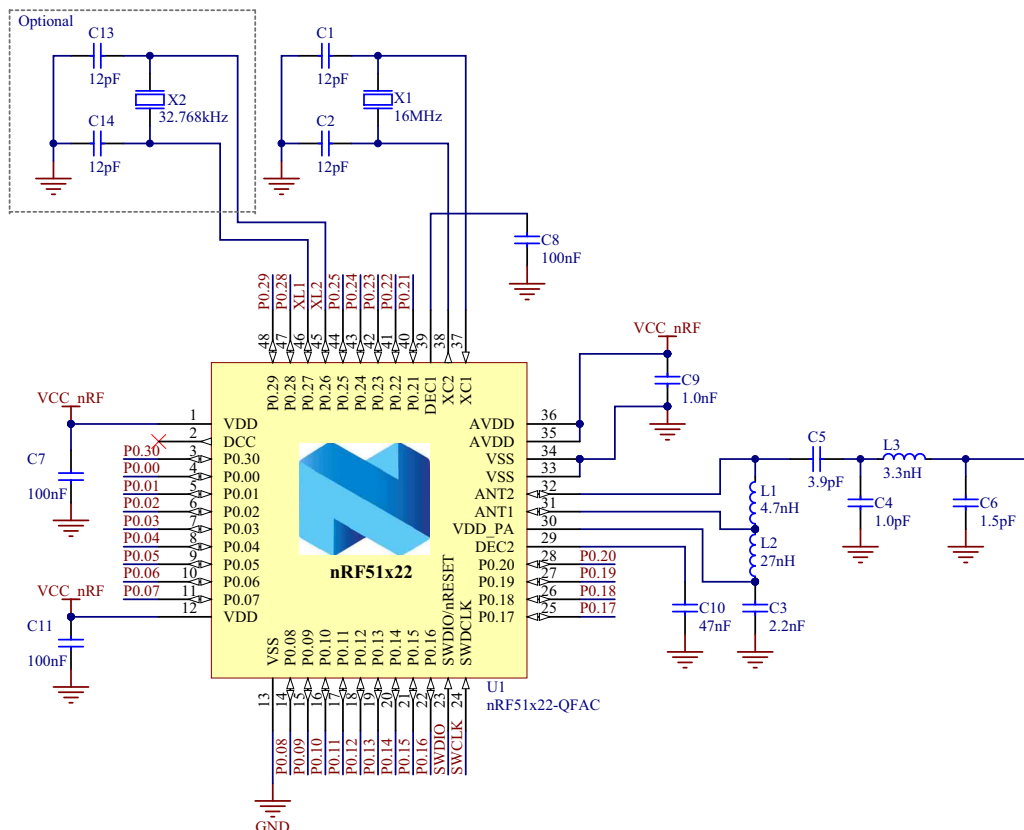 Optional
C13
12pF
X2
32.768kHz
C14
12pF
C1
12pF
X1
16MHz
C2
12pF
C8
100nF
P0.29
P0.28
XL1
XL2
P0.25
P0.24
P0.23
P0.22
P0.21
48
47
46
45
44
43
42
41
40
39
38
37
P0.29
P0.28
P0.27
P0.26
P0.25
P0.24
P0.23
P0.22
P0.21
DEC1
XC2
XC1
VCC_nRF
C9
1.0nF
VCC_nRF
C7
100nF
1 VDD
2 DCC
P0.30 3 P0.30
P0.00 4 P0.00
P0.01 5 P0.01
P0.02 6 P0.02
P0.03 7 P0.03
P0.04 8 P0.04
P0.05 9 P0.05
P0.06 10 P0.06
P0.07 11 P0.07
12 VDD
VCC_nRF
C11
100nF
nRF51x22
AVDD 36
AVDD 35
VSS 34
VSS 33
ANT2 32
ANT1 31
VDD_PA 30
DEC2 29
P0.20 28 P0.20
P0.19 27 P0.19
P0.18 26 P0.18
P0.17 25 P0.17
C5
3.9pF
L3
3.3nH
L1
4.7nH
L2
27nH
C4
1.0pF
C6
1.5pF
C10
47nF
C3
2.2nF
VSS
P0.08
P0.09
P0.10
P0.11
P0.12
P0.13
P0.14
P0.15
P0.16
SWDIO/nRESET
SWDCLK
13
14
15
16
17
18
19
20
21
22
23
24
U1
nRF51x22-QFAC
P0.08
P0.09
P0.10
P0.11
P0.12
P0.13
P0.14
P0.15
P0.16
SWDIO
SWCLK
GND